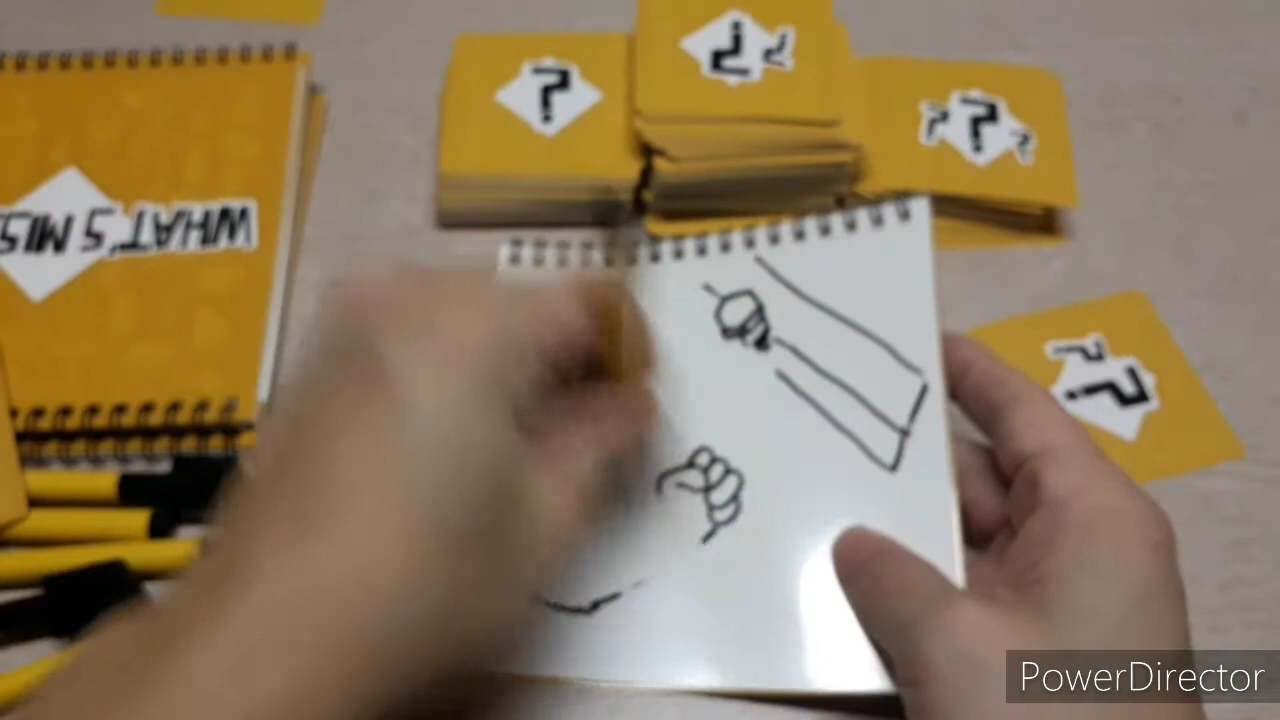 ?
? ?
? ? ?
WHAT'S MIS
? ?
PowerDirector